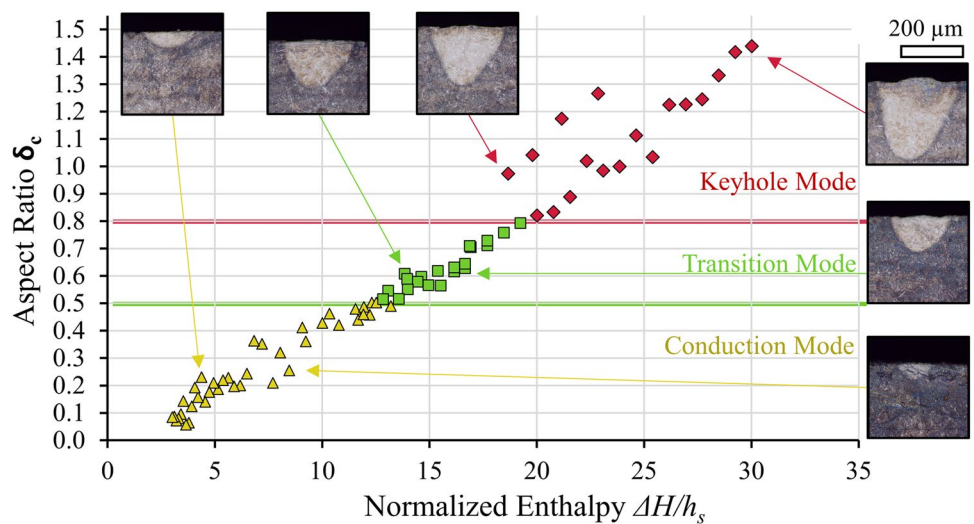 200 µm
1.5
1.4
1.3
1.2
1.1
1.0
0.9
0.8
0.7
0.6
0.5
0.4
0.3
0.2
0.1
0.0
Aspect Ratio δc
Keyhole Mode
Transition Mode
Conduction Mode
0 5 10 15 20 25 30 35
Normalized Enthalpy ΔH/hs